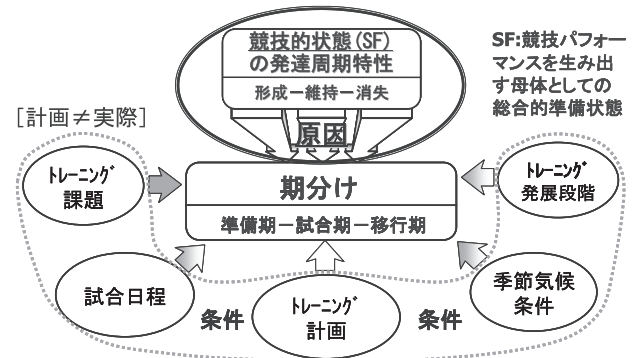 競技的状態(SF)
の発達周期特性
形成－維持－消失
原因
SF:競技パフォー
マンスを生み出
す母体としての
総合的準備状態
[計画≠実際]
ﾄﾚｰﾆﾝｸﾞ
課題
期分け
準備期－試合期－移行期
ﾄﾚｰﾆﾝｸﾞ
発展段階
試合日程
条件
ﾄﾚｰﾆﾝｸﾞ
計画
条件
季節気候
条件